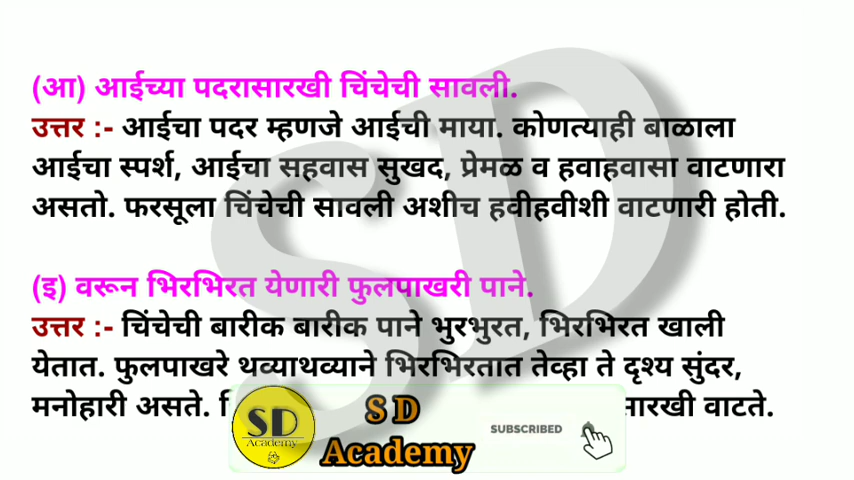 (आ) आईच्या पदरासारखी चिंचेची सावली.
उत्तर :- आईचा पदर म्हणजे आईची माया. कोणत्याही बाळाला
आईचा स्पर्श, आईचा सहवास सुखद, प्रेमळ व हवाहवासा वाटणारा
असतो. फरसूला चिंचेची सावली अशीच हवीहवीशी वाटणारी होती.
(इ) वरून भिरभिरत येणारी फुलपाखरी पाने.
उत्तर :- चिंचेची बारीक बारीक पाने भुरभुरत, भिरभिरत खाली
येतात. फुलपाखरे थव्याथव्याने भिरभिरतात तेव्हा ते दृश्य सुंदर,
मनोहारी असते. वाटते.
SD
Academy
S D
Academy
SUBSCRIBED
SD